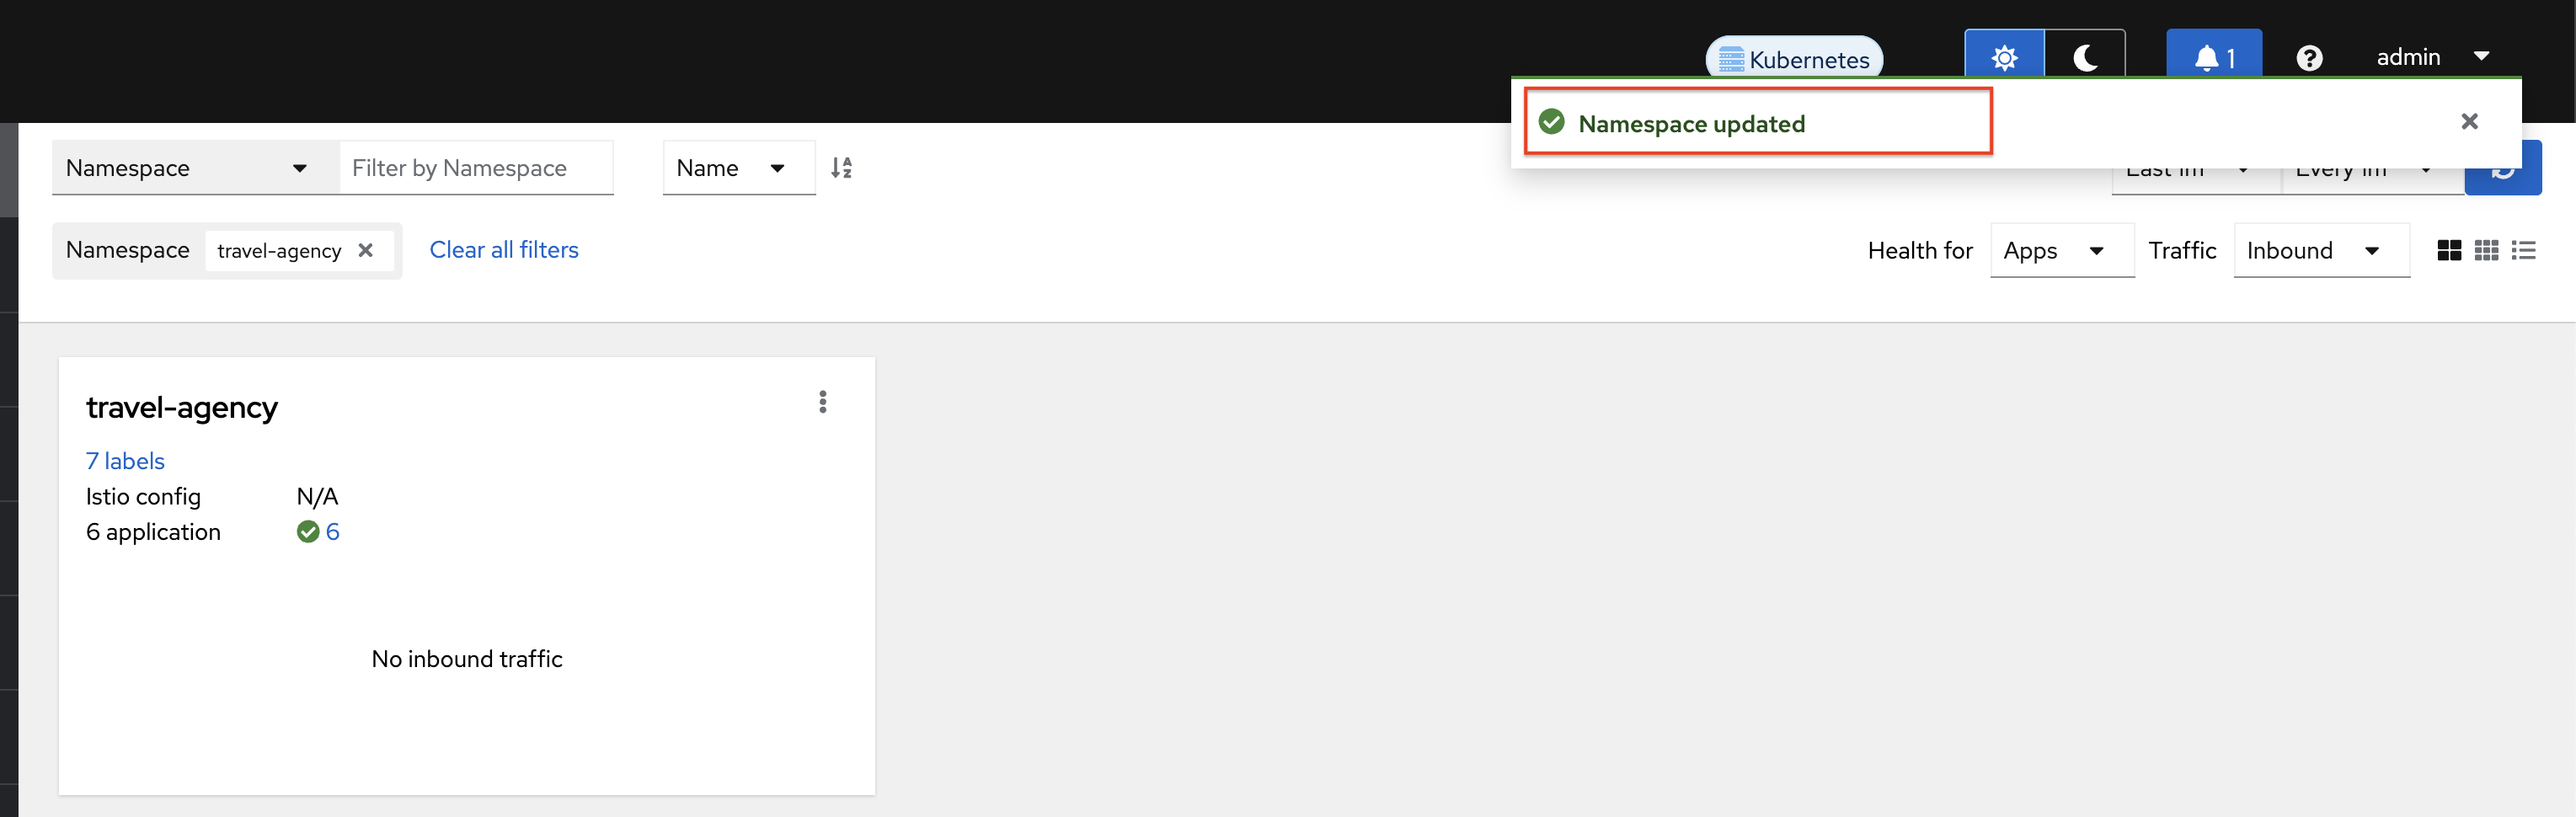 Kubernetes
1
admin
Namespace updated
Namespace
Filter by Namespace
Name
Last 1m
Every 1m
Namespace
travel-agency
Clear all filters
Health for
Apps
Traffic
Inbound
travel-agency
7 labels
Istio config
N/A
6 application
6
No inbound traffic